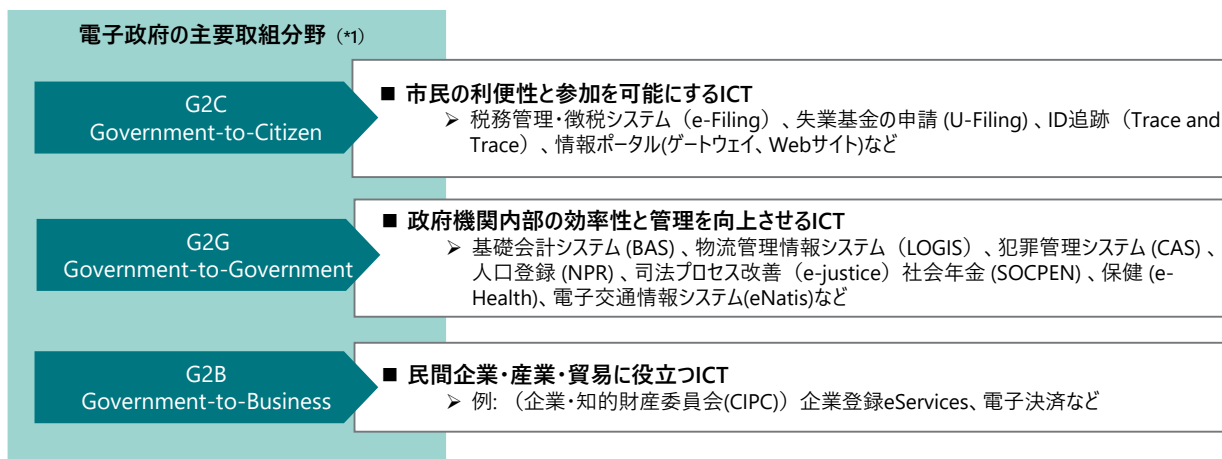 電子政府の主要取組分野 (*1)
G2C
Government-to-Citizen
■ 市民の利便性と参加を可能にするICT
➢ 税務管理・徴税システム（e-Filing）、失業基金の申請 (U-Filing) 、ID追跡（Trace and
Trace）、情報ポータル(ゲートウェイ、Webサイト)など
G2G
Government-to-Government
■ 政府機関内部の効率性と管理を向上させるICT
➢ 基礎会計システム (BAS) 、物流管理情報システム（LOGIS）、犯罪管理システム (CAS) 、
人口登録 (NPR) 、司法プロセス改善（e-justice）社会年金 (SOCPEN) 、保健 (e-
Health)、電子交通情報システム(eNatis)など
G2B
Government-to-Business
■ 民間企業・産業・貿易に役立つICT
➢ 例: （企業・知的財産委員会(CIPC)）企業登録eServices、電子決済など